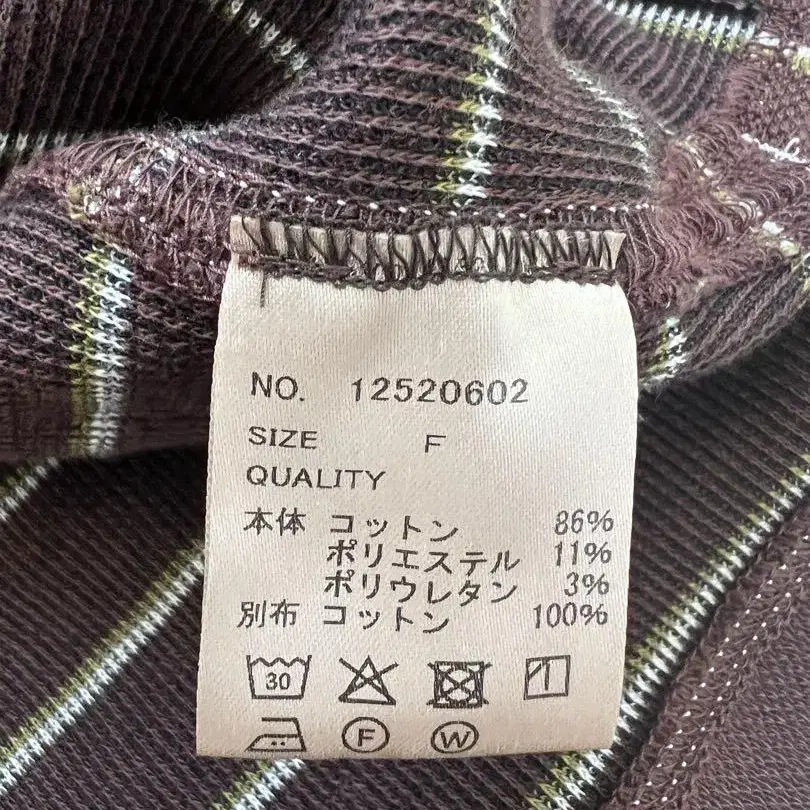 NO. 12520602
SIZE F
QUALITY
本体 コットン 86%
ポリエステル 11%
ポリウレタン 3%
別布 コットン 100%
30
F W